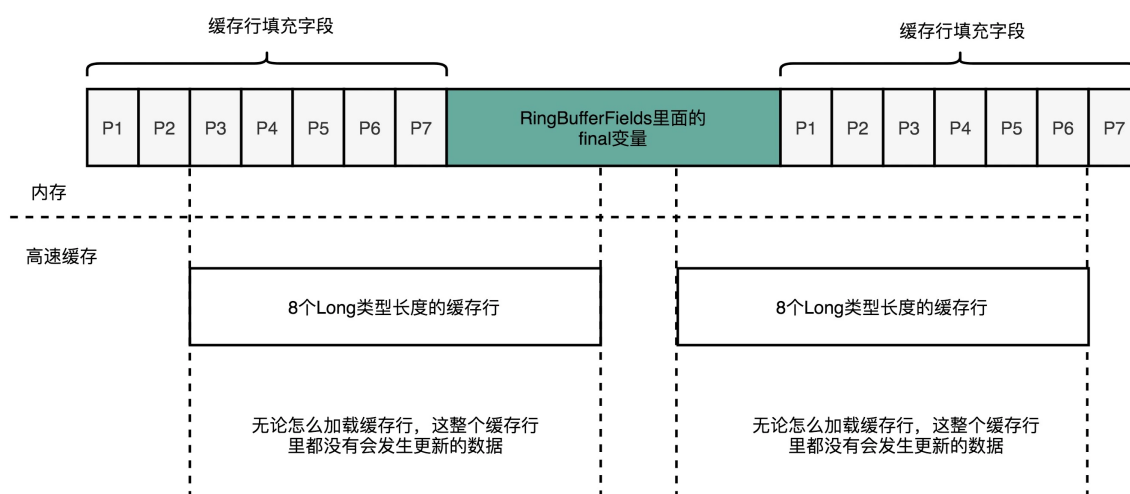 缓存行填充字段
缓存行填充字段
P1 P2 P3 P4 P5 P6 P7
RingBufferFields里面的
final变量
P1 P2 P3 P4 P5 P6 P7
内存
高速缓存
8个Long类型长度的缓存行
8个Long类型长度的缓存行
无论怎么加载缓存行，这整个缓存行
里都没有会发生更新的数据
无论怎么加载缓存行，这整个缓存行
里都没有会发生更新的数据